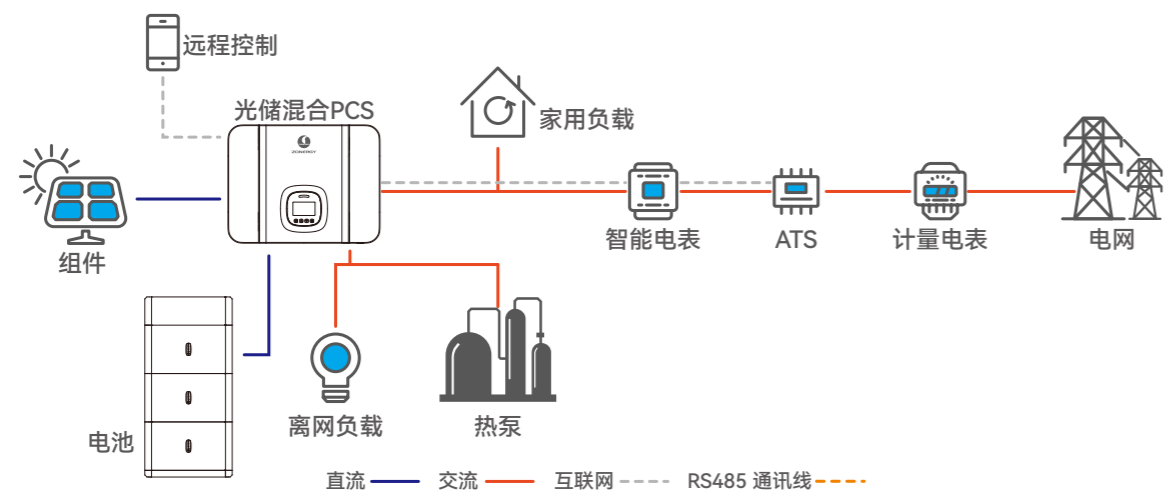 远程控制
光储混合PCS
ZONERGY
家用负载
组件
智能电表
ATS
计量电表
电网
离网负载
热泵
电池
直流 交流 互联网 RS485 通讯线